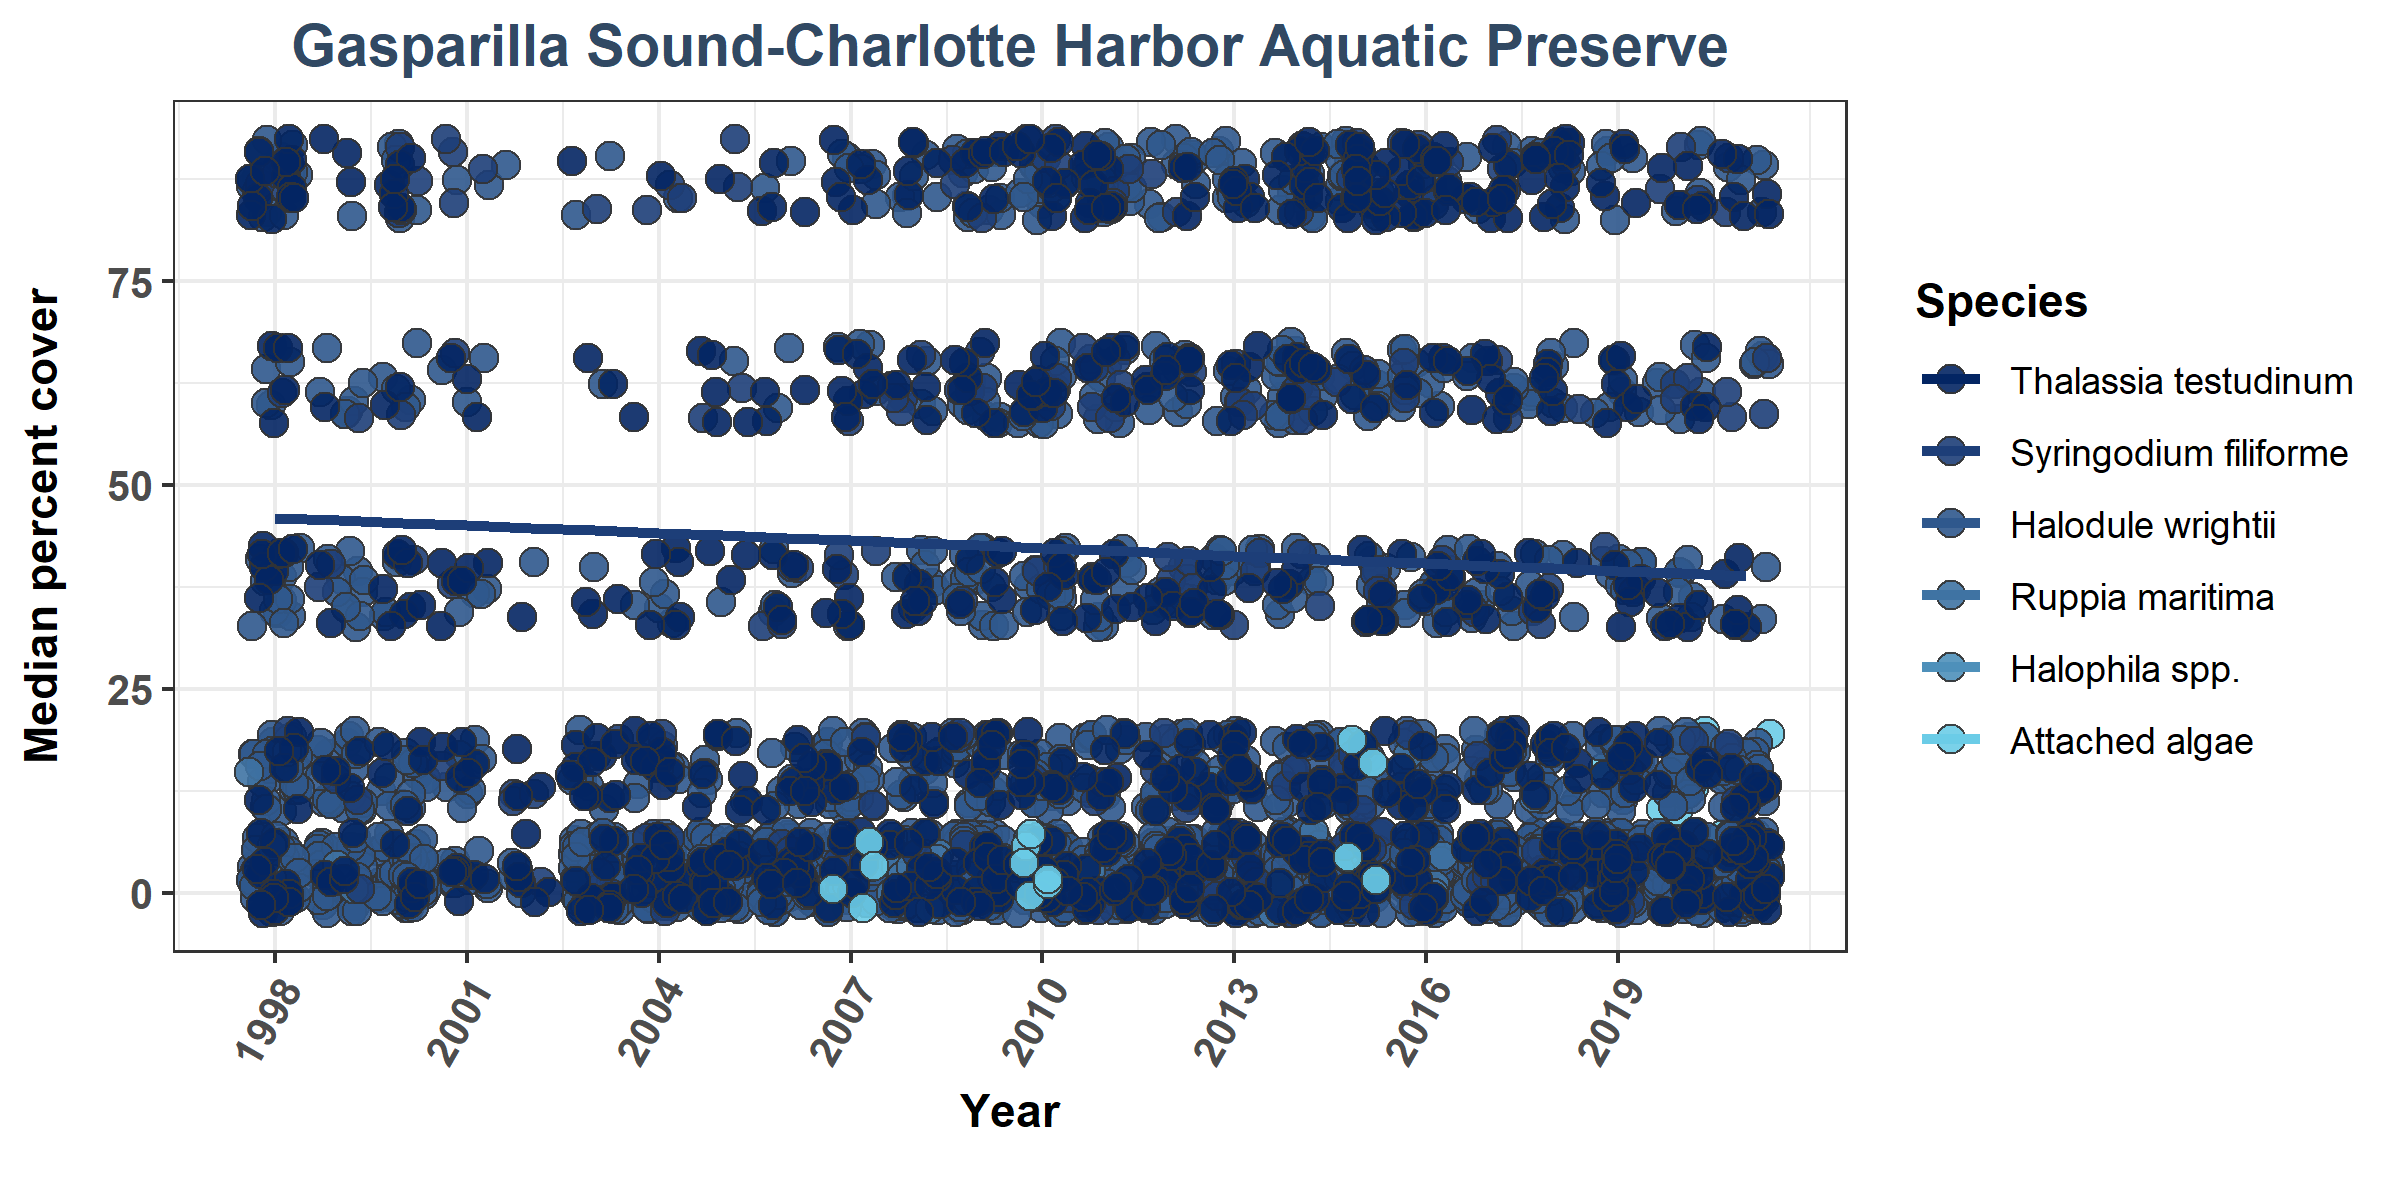 Gasparilla Sound-Charlotte Harbor Aquatic Preserve
Median percent cover
75
50
25
0
1998
2001
2004
2007
2010
2013
2016
2019
Year
Species
Thalassia testudinum
Syringodium filiforme
Halodule wrightii
Ruppia maritima
Halophila spp.
Attached algae